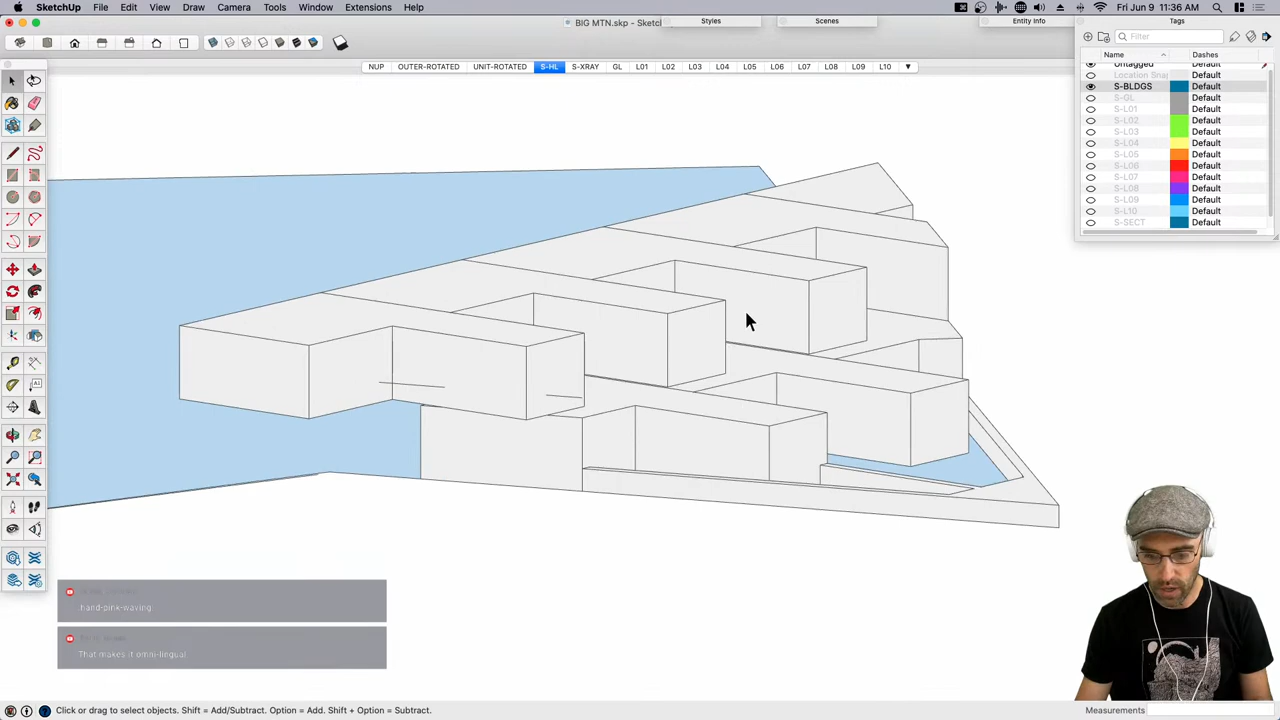 SketchUp File Edit View Draw Tools Camera Window Extensions Help
Fri Jun 9 11:36 AM
BIG MTN.skp - Sketch
Styles
Scenes
Entity Info
Tags
Filter
NUP OUTER-ROTATED UNIT-ROTATED S-HL S-XRAY GL L01 L02 L03 L04 L05 L06 L07 L08 L09 L10
Name Dashes
Untagged Default
Location Snap Default
S-BLDGS Default
S-GL Default
S-L01 Default
S-L02 Default
S-L03 Default
S-L04 Default
S-L05 Default
S-L06 Default
S-L07 Default
S-L08 Default
S-L09 Default
S-L10 Default
S-SECT Default
hand-pink-waving
That makes it omni-lingual
Click or drag to select objects. Shift = Add/Subtract. Option = Add. Shift + Option = Subtract.
Measurements